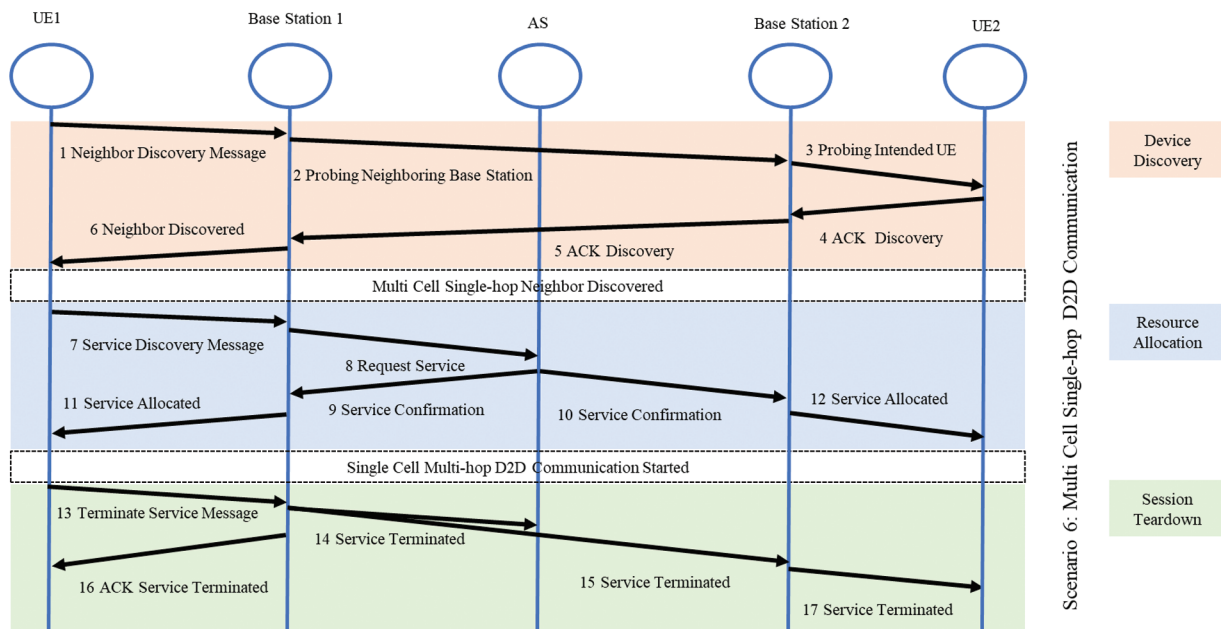 UE1
Base Station 1
AS
Base Station 2
UE2
1 Neighbor Discovery Message
2 Probing Neighboring Base Station
3 Probing Intended UE
4 ACK Discovery
5 ACK Discovery
6 Neighbor Discovered
Multi Cell Single-hop Neighbor Discovered
7 Service Discovery Message
8 Request Service
9 Service Confirmation
10 Service Confirmation
11 Service Allocated
12 Service Allocated
Single Cell Multi-hop D2D Communication Started
13 Terminate Service Message
14 Service Terminated
15 Service Terminated
16 ACK Service Terminated
17 Service Terminated
Scenario 6: Multi Cell Single-hop D2D Communication
Device
Discovery
Resource
Allocation
Session
Teardown